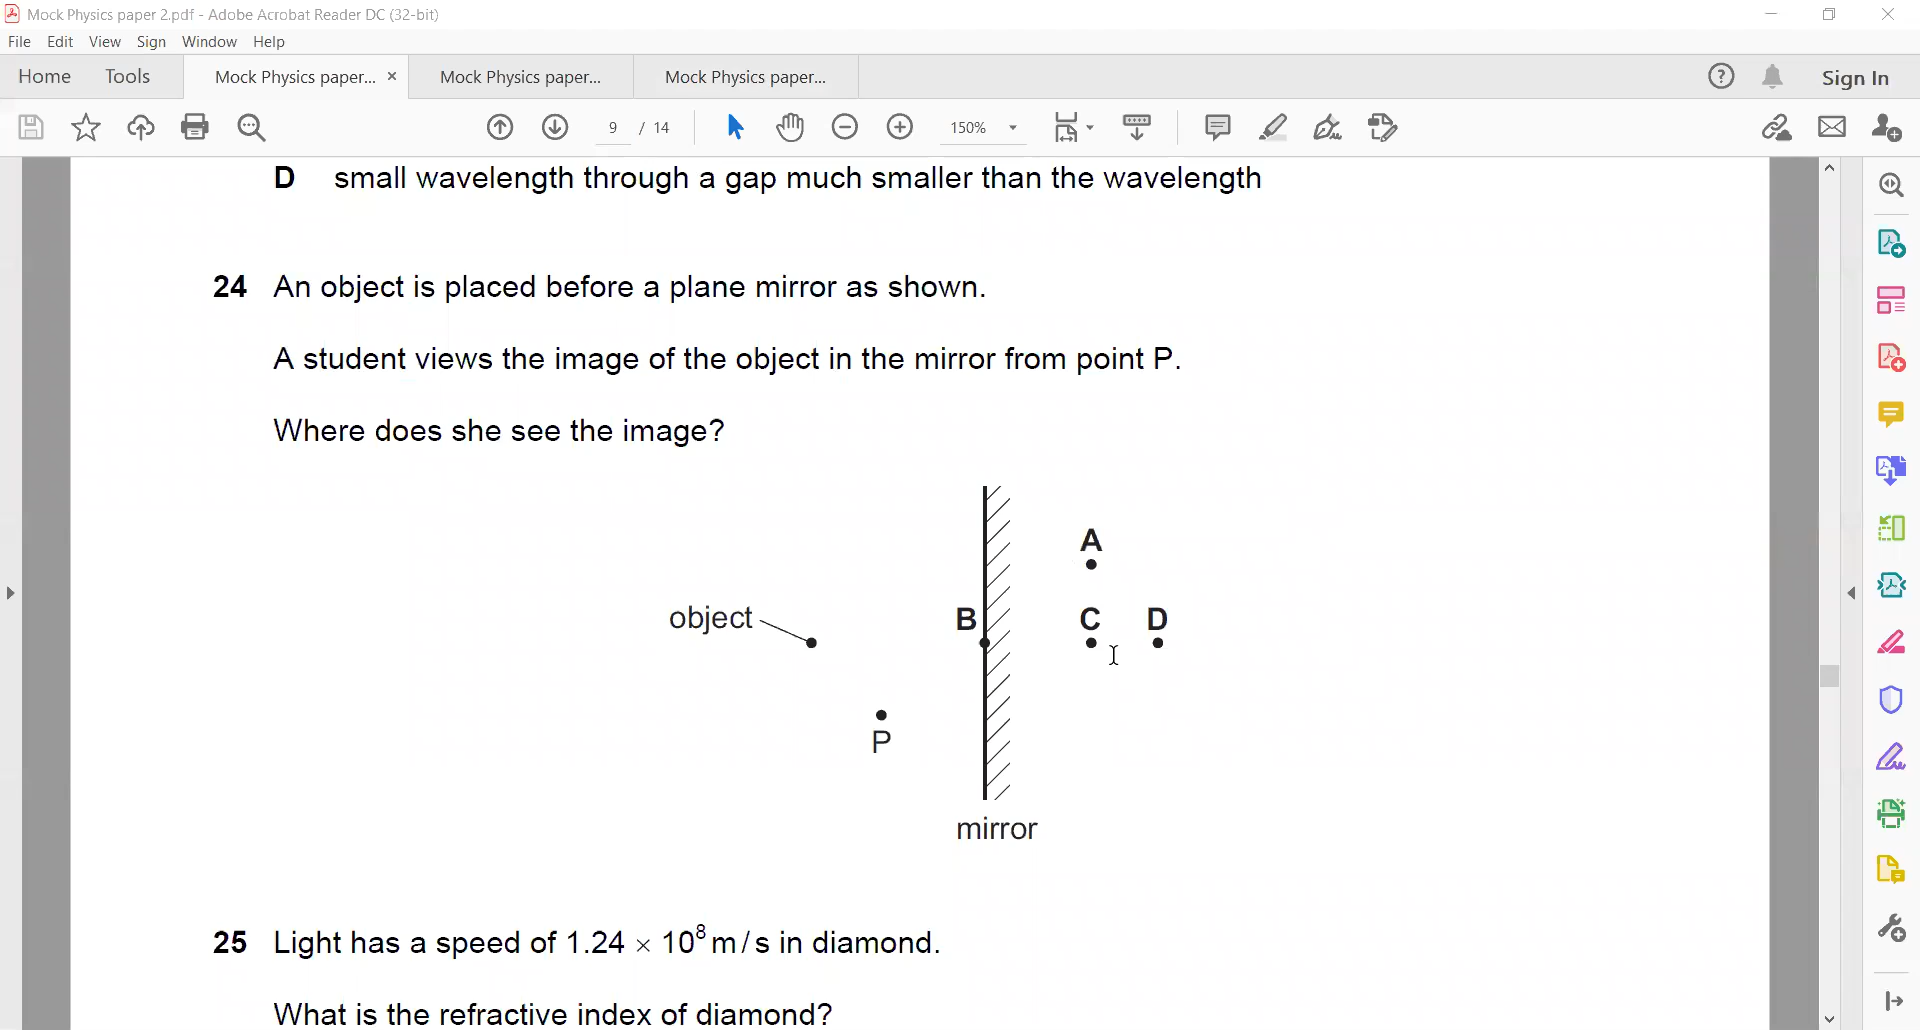 Mock Physics paper 2.pdf - Adobe Acrobat Reader DC (32-bit)
File Edit View Sign Window Help
Home Tools Mock Physics paper... × Mock Physics paper... Mock Physics paper... Sign In
9 / 14 150%
D small wavelength through a gap much smaller than the wavelength
24 An object is placed before a plane mirror as shown.
A student views the image of the object in the mirror from point P.
Where does she see the image?
A
object B C D
P
mirror
25 Light has a speed of 1.24 × 10⁸ m/s in diamond.
What is the refractive index of diamond?